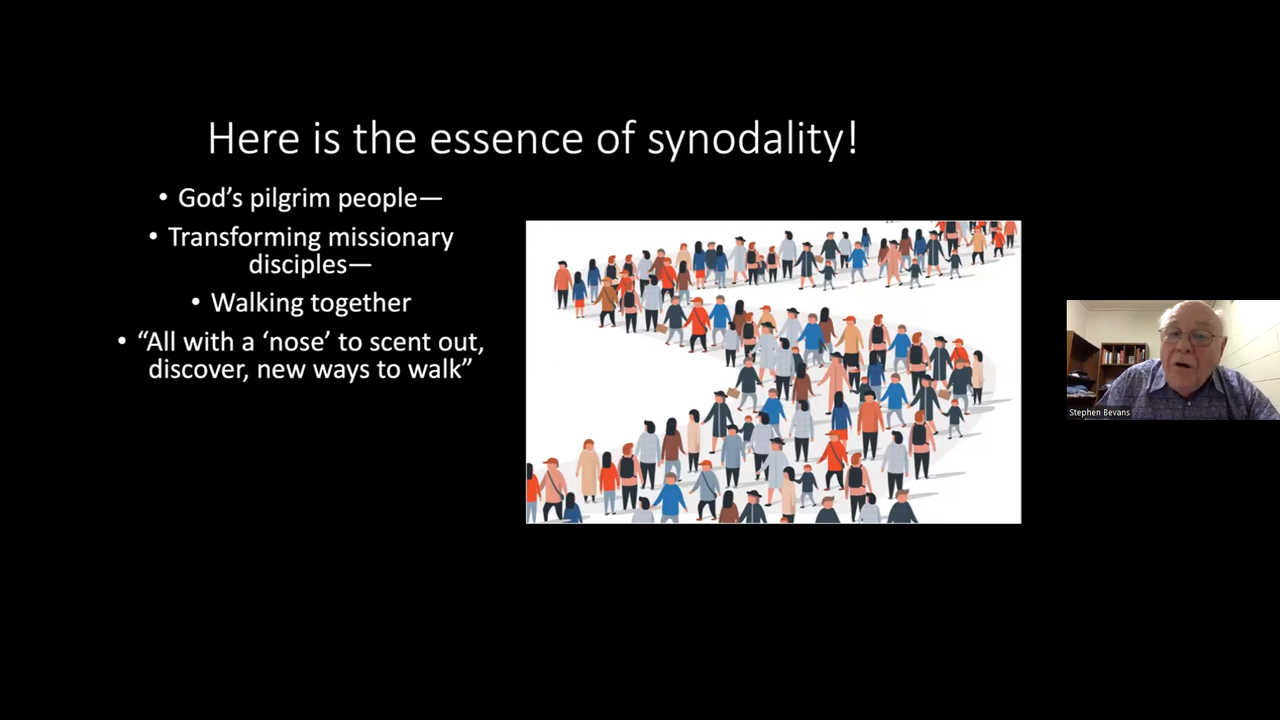 Here is the essence of synodality!
• God’s pilgrim people—
• Transforming missionary
disciples—
• Walking together
• “All with a ‘nose’ to scent out,
discover, new ways to walk”
Stephen Bevans